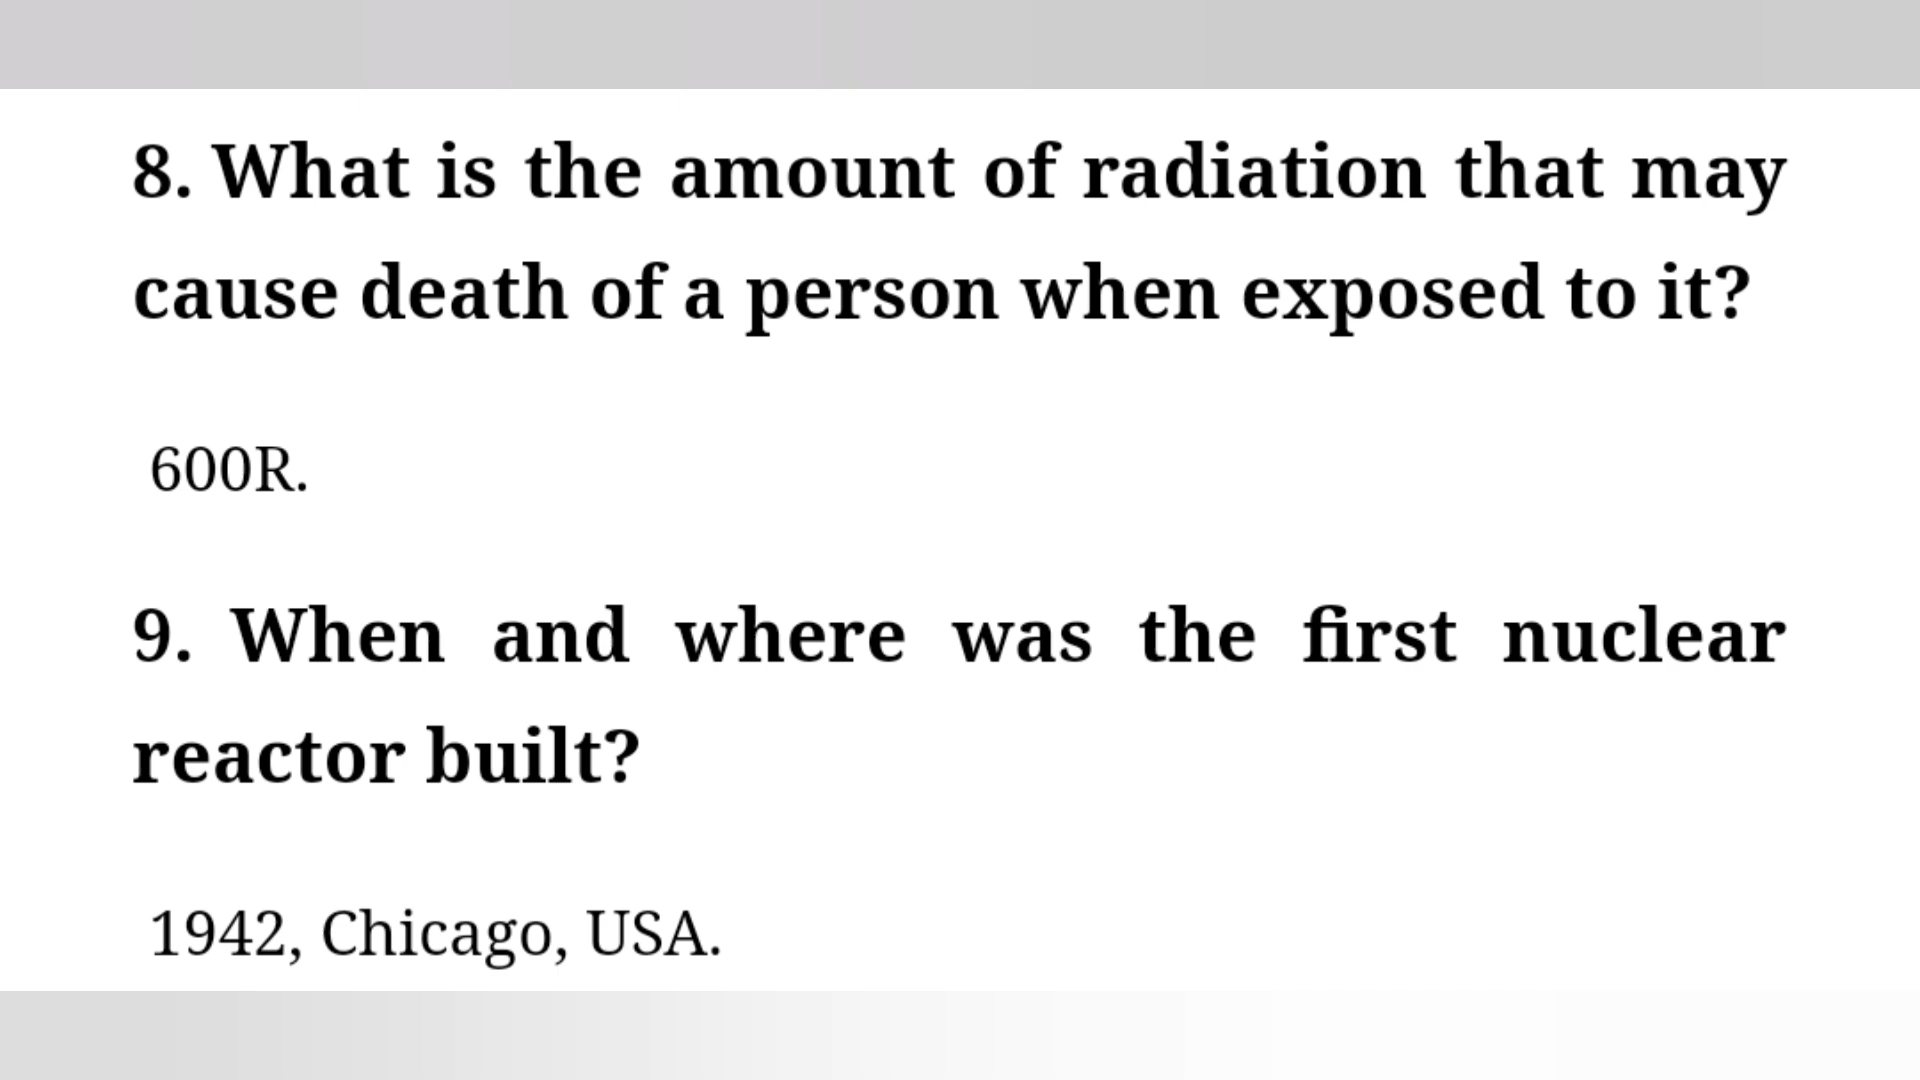 8. What is the amount of radiation that may
cause death of a person when exposed to it?
600R.
9. When and where was the first nuclear
reactor built?
1942, Chicago, USA.